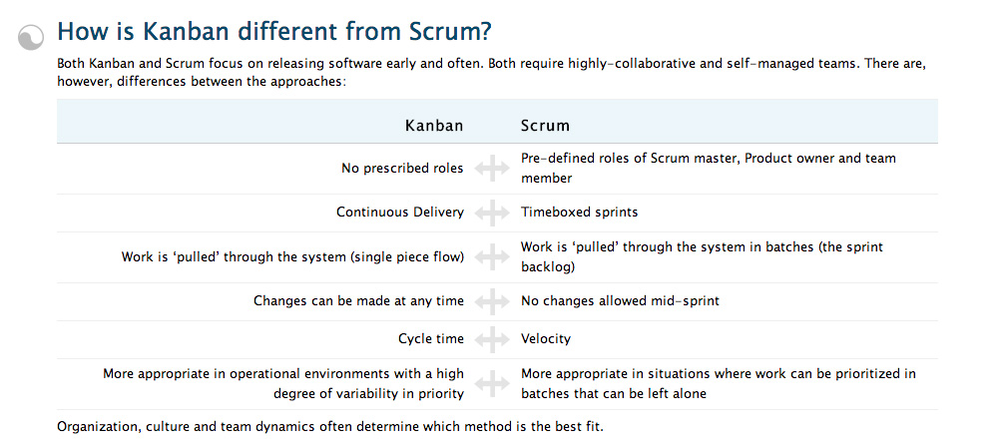 How is Kanban different from Scrum?
Both Kanban and Scrum focus on releasing software early and often. Both require highly-collaborative and self-managed teams. There are,
however, differences between the approaches:
Kanban Scrum
No prescribed roles Pre-defined roles of Scrum master, Product owner and team
member
Continuous Delivery Timeboxed sprints
Work is ‘pulled’ through the system (single piece flow) Work is ‘pulled’ through the system in batches (the sprint
backlog)
Changes can be made at any time No changes allowed mid-sprint
Cycle time Velocity
More appropriate in operational environments with a high
degree of variability in priority
More appropriate in situations where work can be prioritized in
batches that can be left alone
Organization, culture and team dynamics often determine which method is the best fit.